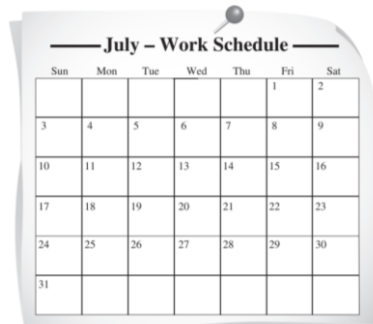 July – Work Schedule
Sun Mon Tue Wed Thu Fri Sat
1 2
3 4 5 6 7 8 9
10 11 12 13 14 15 16
17 18 19 20 21 22 23
24 25 26 27 28 29 30
31